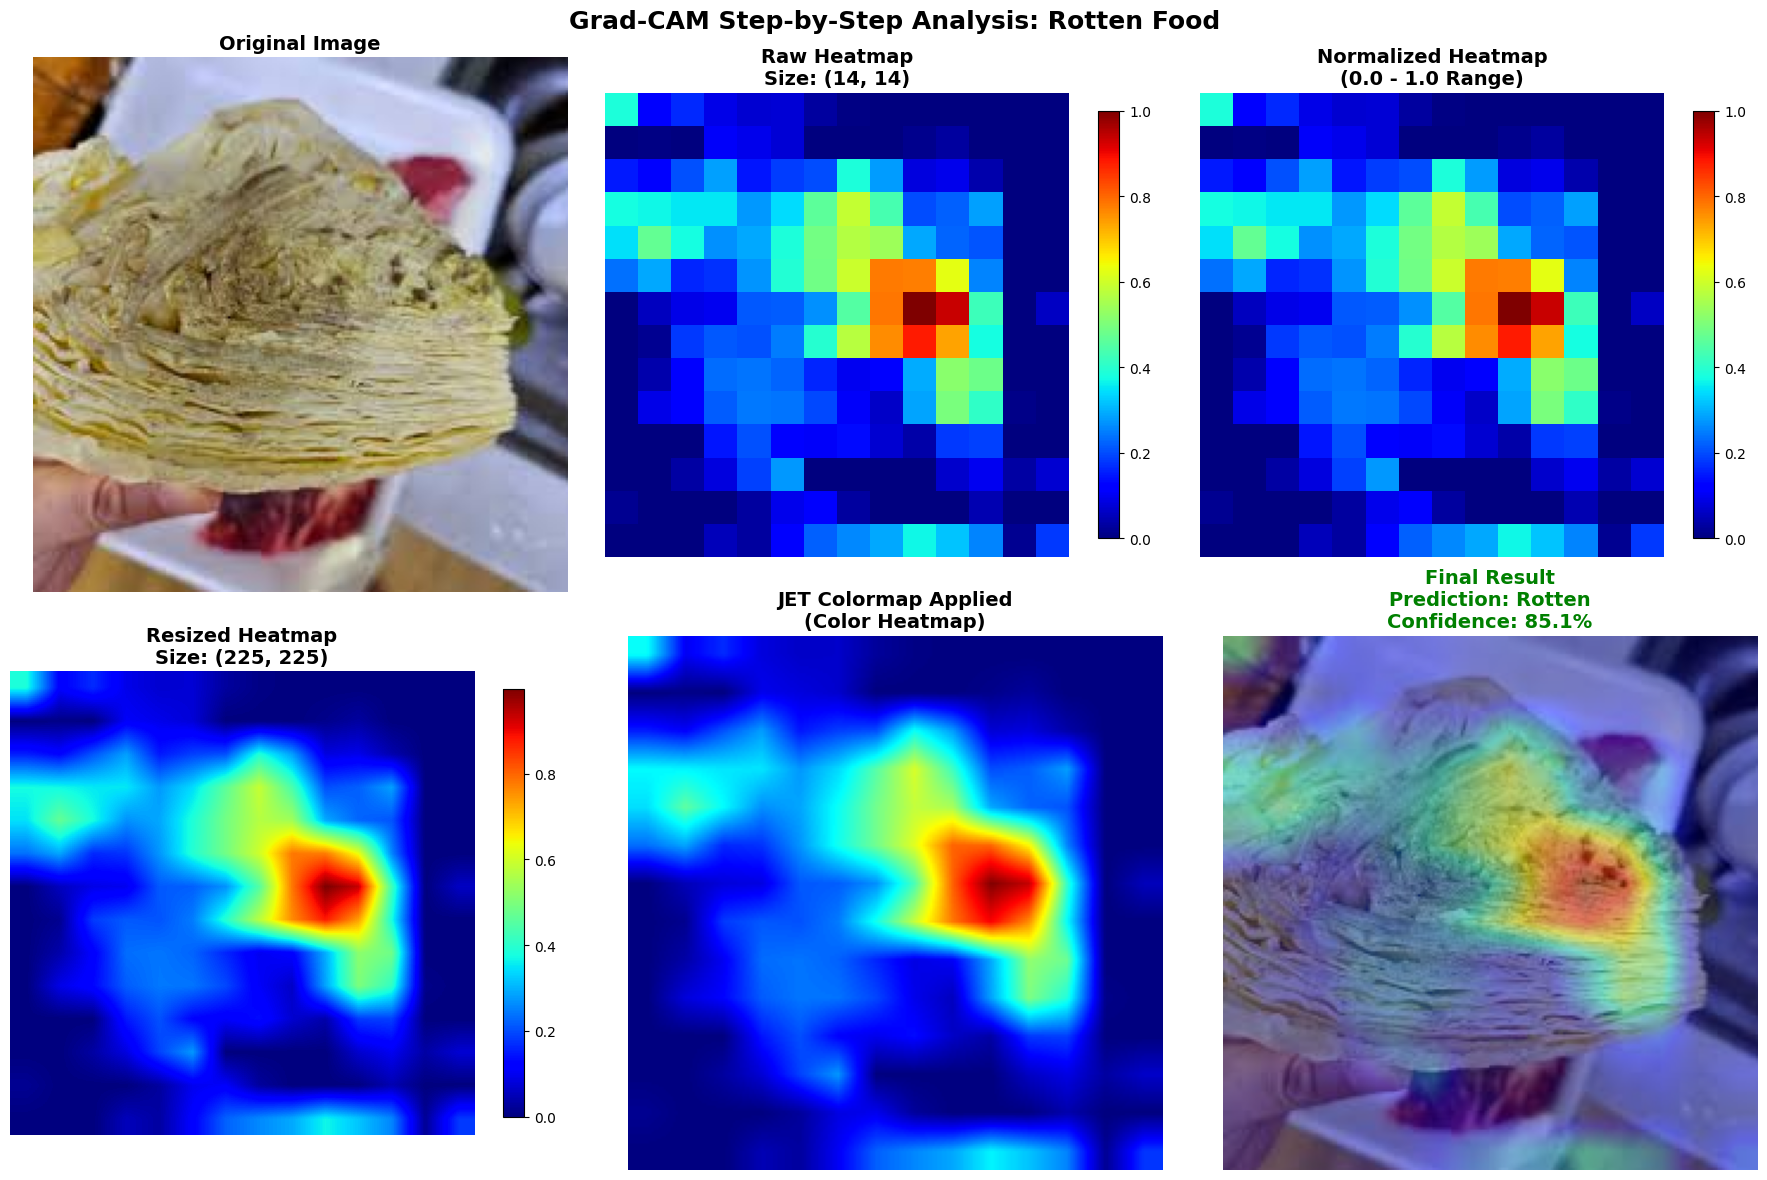 Grad-CAM Step-by-Step Analysis: Rotten Food
Original Image
Raw Heatmap
Size: (14, 14)
1.0
0.8
0.6
0.4
0.2
0.0
Normalized Heatmap
(0.0 - 1.0 Range)
1.0
0.8
0.6
0.4
0.2
0.0
Resized Heatmap
Size: (225, 225)
0.8
0.6
0.4
0.2
0.0
JET Colormap Applied
(Color Heatmap)
Final Result
Prediction: Rotten
Confidence: 85.1%